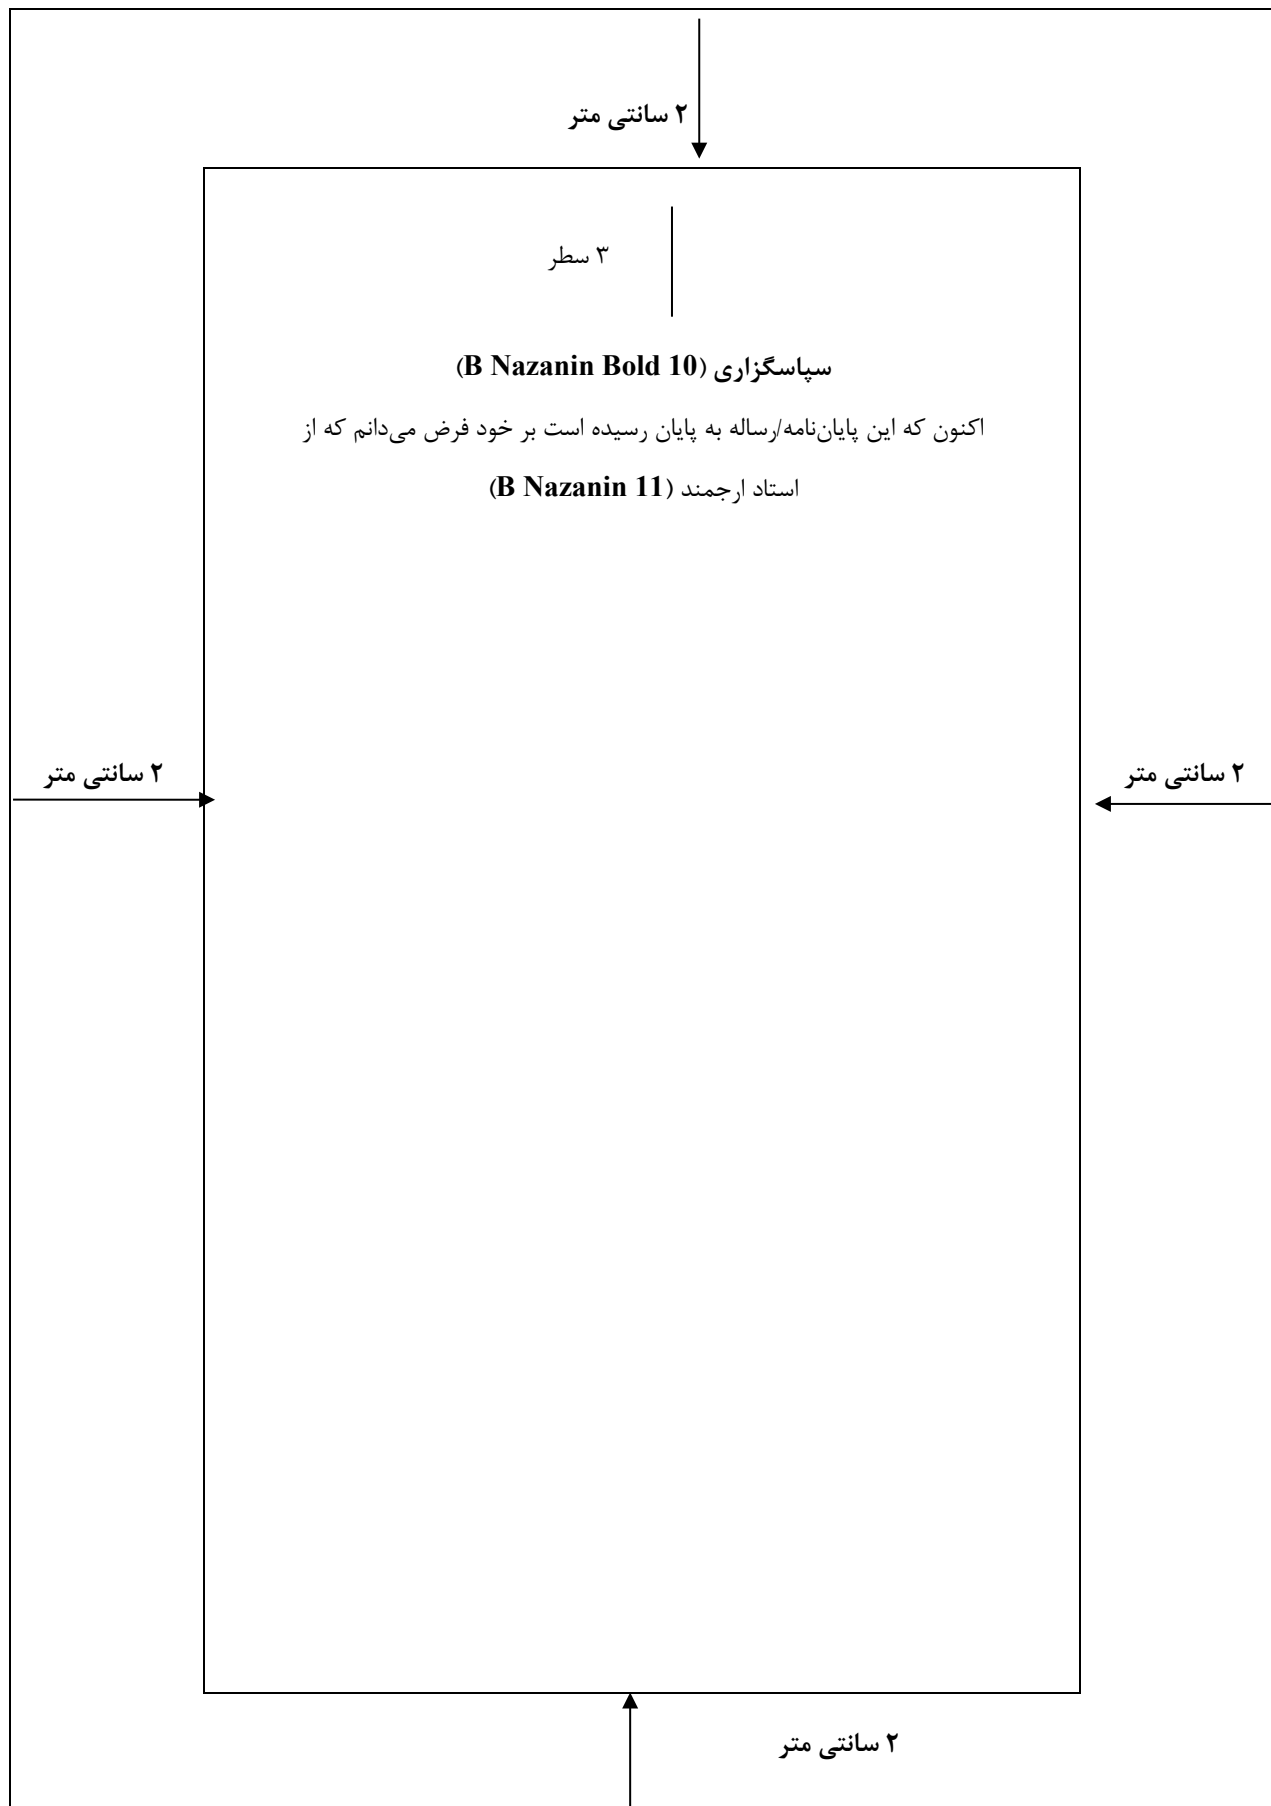 ۲ سانتی متر
۳ سطر
سپاسگزاری (B Nazanin Bold 10)
اکنون که این پایان‌نامه/رساله به پایان رسیده است بر خود فرض می‌دانم که از
استاد ارجمند (B Nazanin 11)
۲ سانتی متر
۲ سانتی متر
۲ سانتی متر